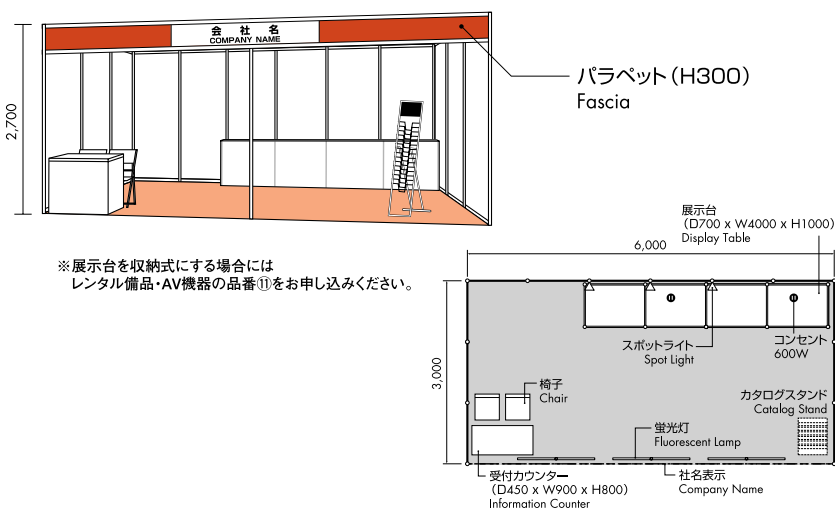 会 社 名
COMPANY NAME
パラペット（H300）
Fascia
2,700
※展示台を収納式にする場合には
レンタル備品・AV機器の品番⑪をお申し込みください。
展示台
（D700 x W4000 x H1000）
Display Table
6,000
3,000
スポットライト
Spot Light
コンセント
600W
椅子
Chair
カタログスタンド
Catalog Stand
蛍光灯
Fluorescent Lamp
受付カウンター
（D450 x W900 x H800）
Information Counter
社名表示
Company Name